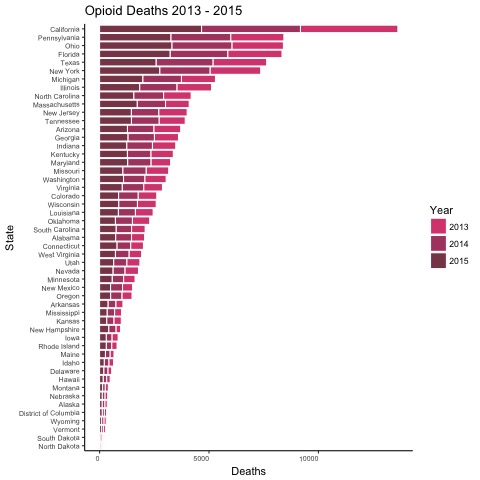 Opioid Deaths 2013 - 2015
State
California
Pennsylvania
Ohio
Florida
Texas
New York
Michigan
Illinois
North Carolina
Massachusetts
New Jersey
Tennessee
Arizona
Georgia
Indiana
Kentucky
Maryland
Missouri
Washington
Virginia
Colorado
Wisconsin
Louisiana
Oklahoma
South Carolina
Alabama
Connecticut
West Virginia
Utah
Nevada
Minnesota
New Mexico
Oregon
Arkansas
Mississippi
Kansas
New Hampshire
Iowa
Rhode Island
Maine
Idaho
Delaware
Hawaii
Montana
Nebraska
Alaska
District of Columbia
Wyoming
Vermont
South Dakota
North Dakota
0 5000 10000
Deaths
Year
2013
2014
2015